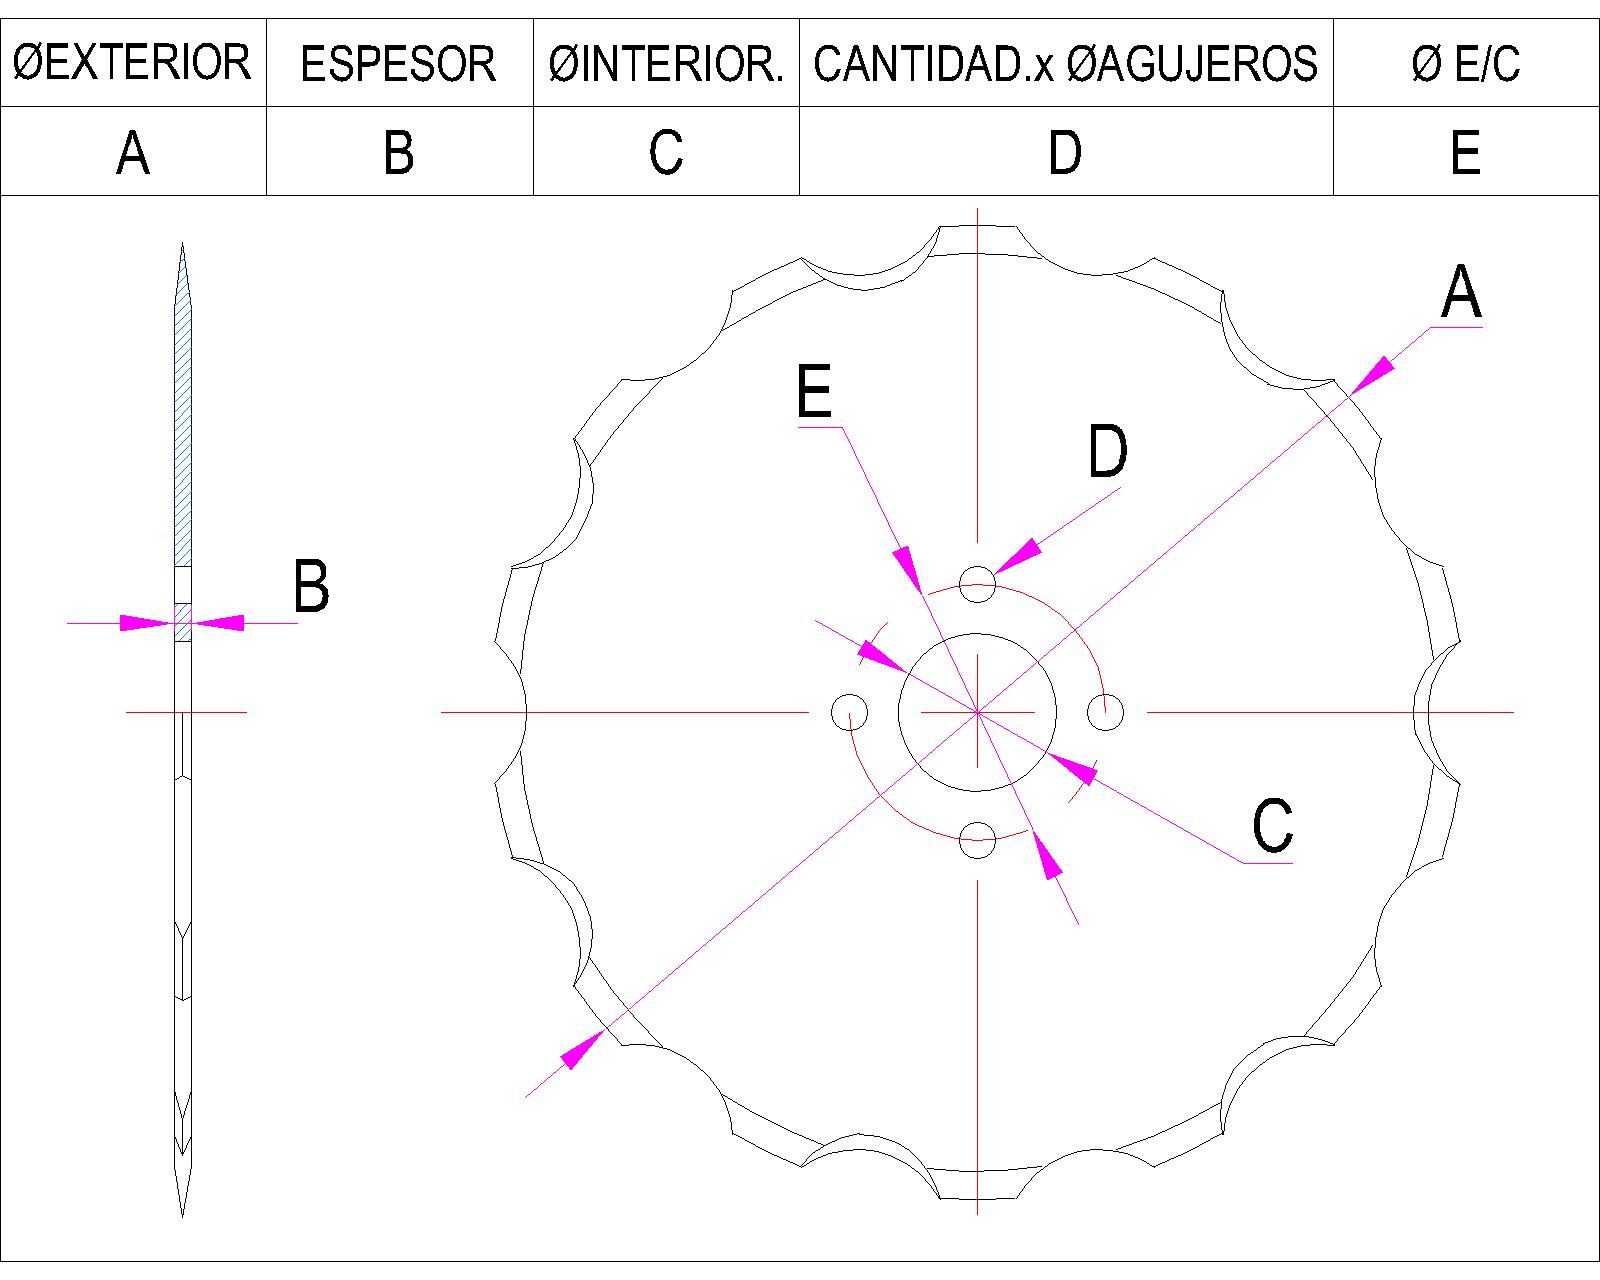 ØEXTERIOR ESPESOR ØINTERIOR. CANTIDAD.x ØAGUJEROS Ø E/C
A B C D E
A
E
D
B
C